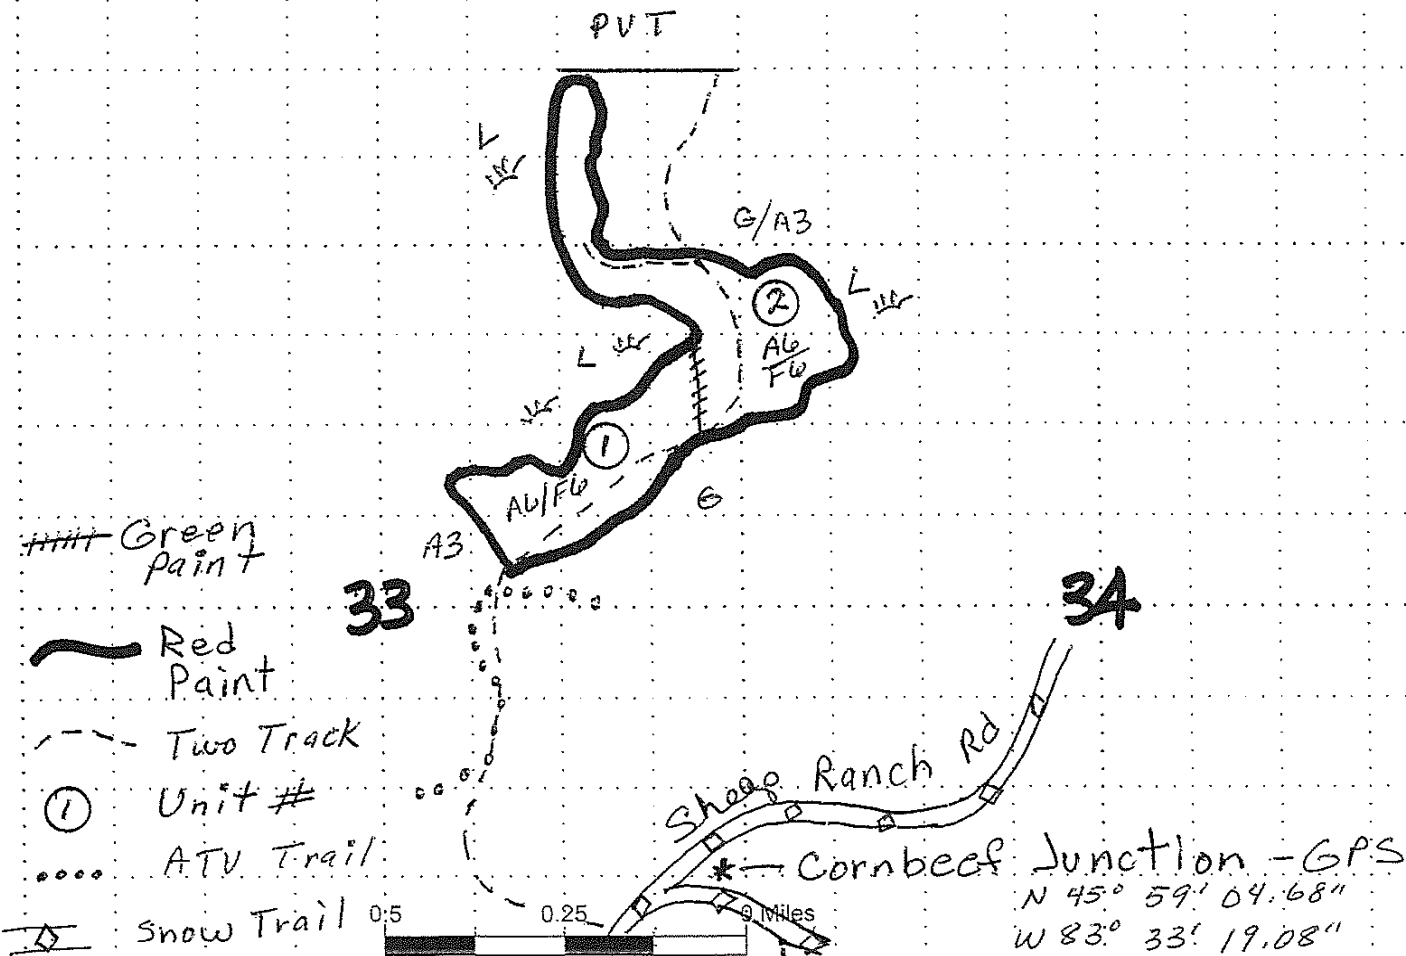 PVT
L
G/A3
2
L
A6
F6
L
1
A6/F6
G
A3
Green
Paint
33
34
Red
Paint
Two Track
1 Unit #
ATV Trail
Snow Trail
Ranch Rd
* — Cornbeef Junction - GPS
N 45° 59' 04.68"
W 83° 33' 19.08"
0.5 0.25 0 Miles